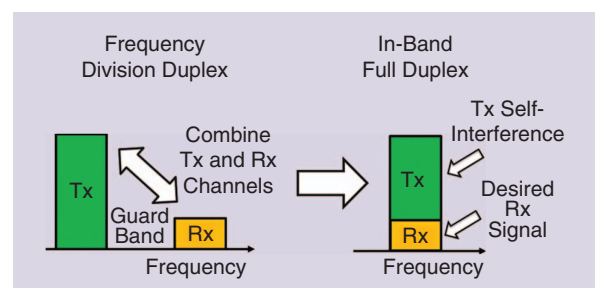 Frequency
Division Duplex
In-Band
Full Duplex
Combine
Tx and Rx
Channels
Tx
Guard
Band
Rx
Frequency
Tx Self-
Interference
Tx
Desired
Rx
Signal
Rx
Frequency